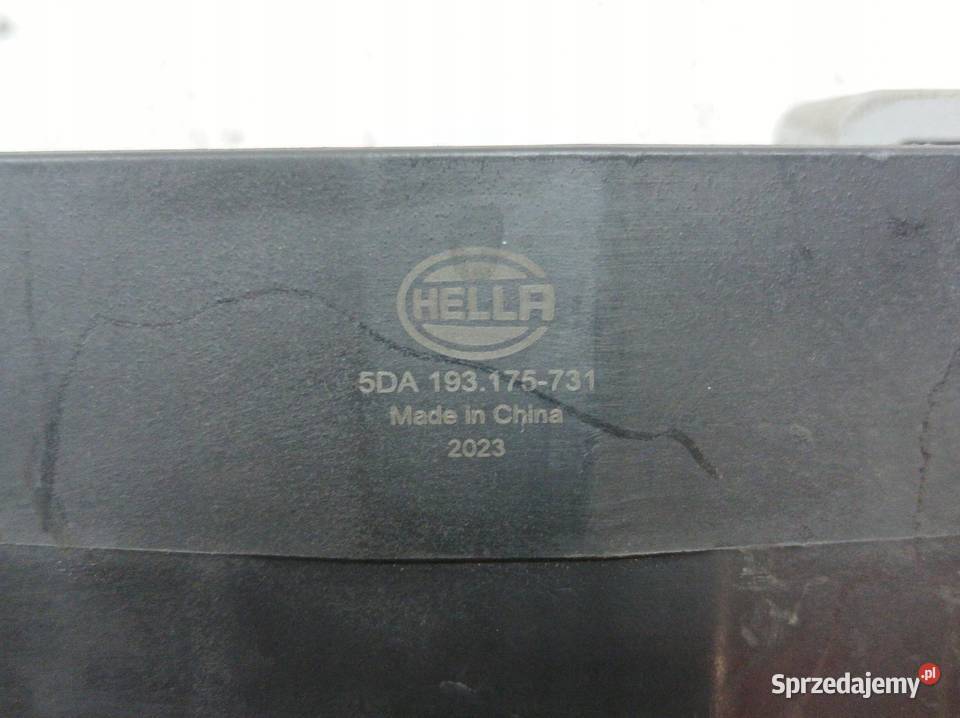 HELLA
5DA 193.175-731
Made in China
2023
Sprzedajemy.pl